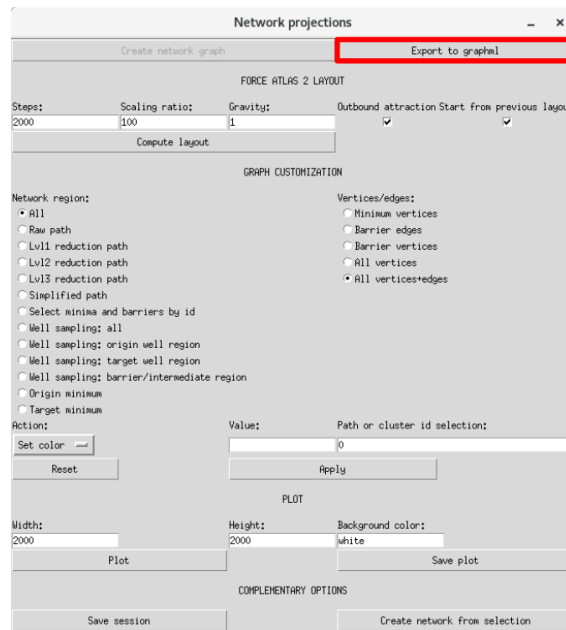 Network projections
Create network graph
Export to graphml
FORCE ATLAS 2 LAYOUT
Steps: Scaling ratio: Gravity: Outbound attraction Start from previous layou
2000 100 1
Compute layout
GRAPH CUSTOMIZATION
Network region: Vertices/edges:
All Minimum vertices
Raw path Barrier edges
Lvl1 reduction path Barrier vertices
Lvl2 reduction path All vertices
Lvl3 reduction path All vertices+edges
Simplified path
Select minima and barriers by id
Well sampling: all
Well sampling: origin well region
Well sampling: target well region
Well sampling: barrier/intermediate region
Origin minimum
Target minimum
Action: Value: Path or cluster id selection:
Set color 0
Reset Apply
PLOT
Width: Height: Background color:
2000 2000 white
Plot Save plot
COMPLEMENTARY OPTIONS
Save session Create network from selection